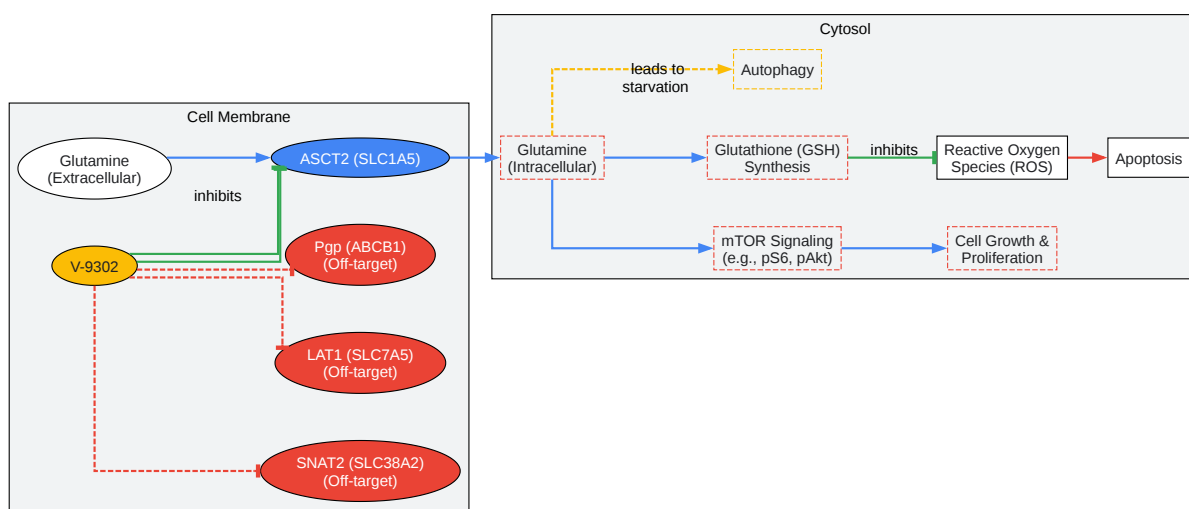 Cytosol
leads to
starvation
Autophagy
Cell Membrane
Glutamine
(Extracellular)
ASCT2 (SLC1A5)
inhibits
Glutamine
(Intracellular)
Glutathione (GSH)
Synthesis
inhibits
Reactive Oxygen
Species (ROS)
Apoptosis
V-9302
Pgp (ABCB1)
(Off-target)
mTOR Signaling
(e.g., pS6, pAkt)
Cell Growth &
Proliferation
LAT1 (SLC7A5)
(Off-target)
SNAT2 (SLC38A2)
(Off-target)